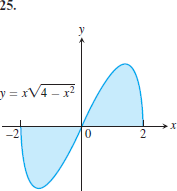 25.
y
y = x√4 − x²
−2
0
2
x